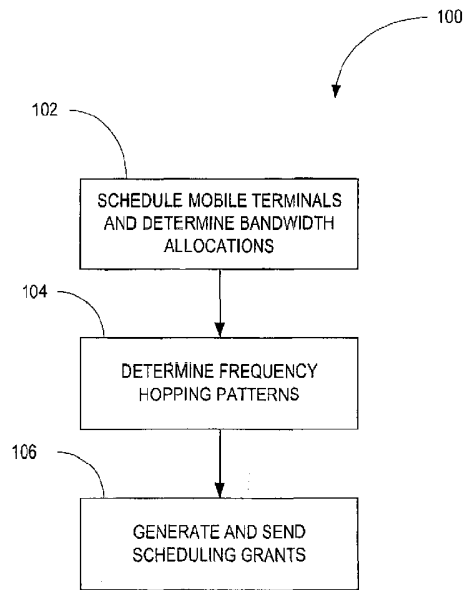 100
102
SCHEDULE MOBILE TERMINALS
AND DETERMINE BANDWIDTH
ALLOCATIONS
104
DETERMINE FREQUENCY
HOPPING PATTERNS
106
GENERATE AND SEND
SCHEDULING GRANTS